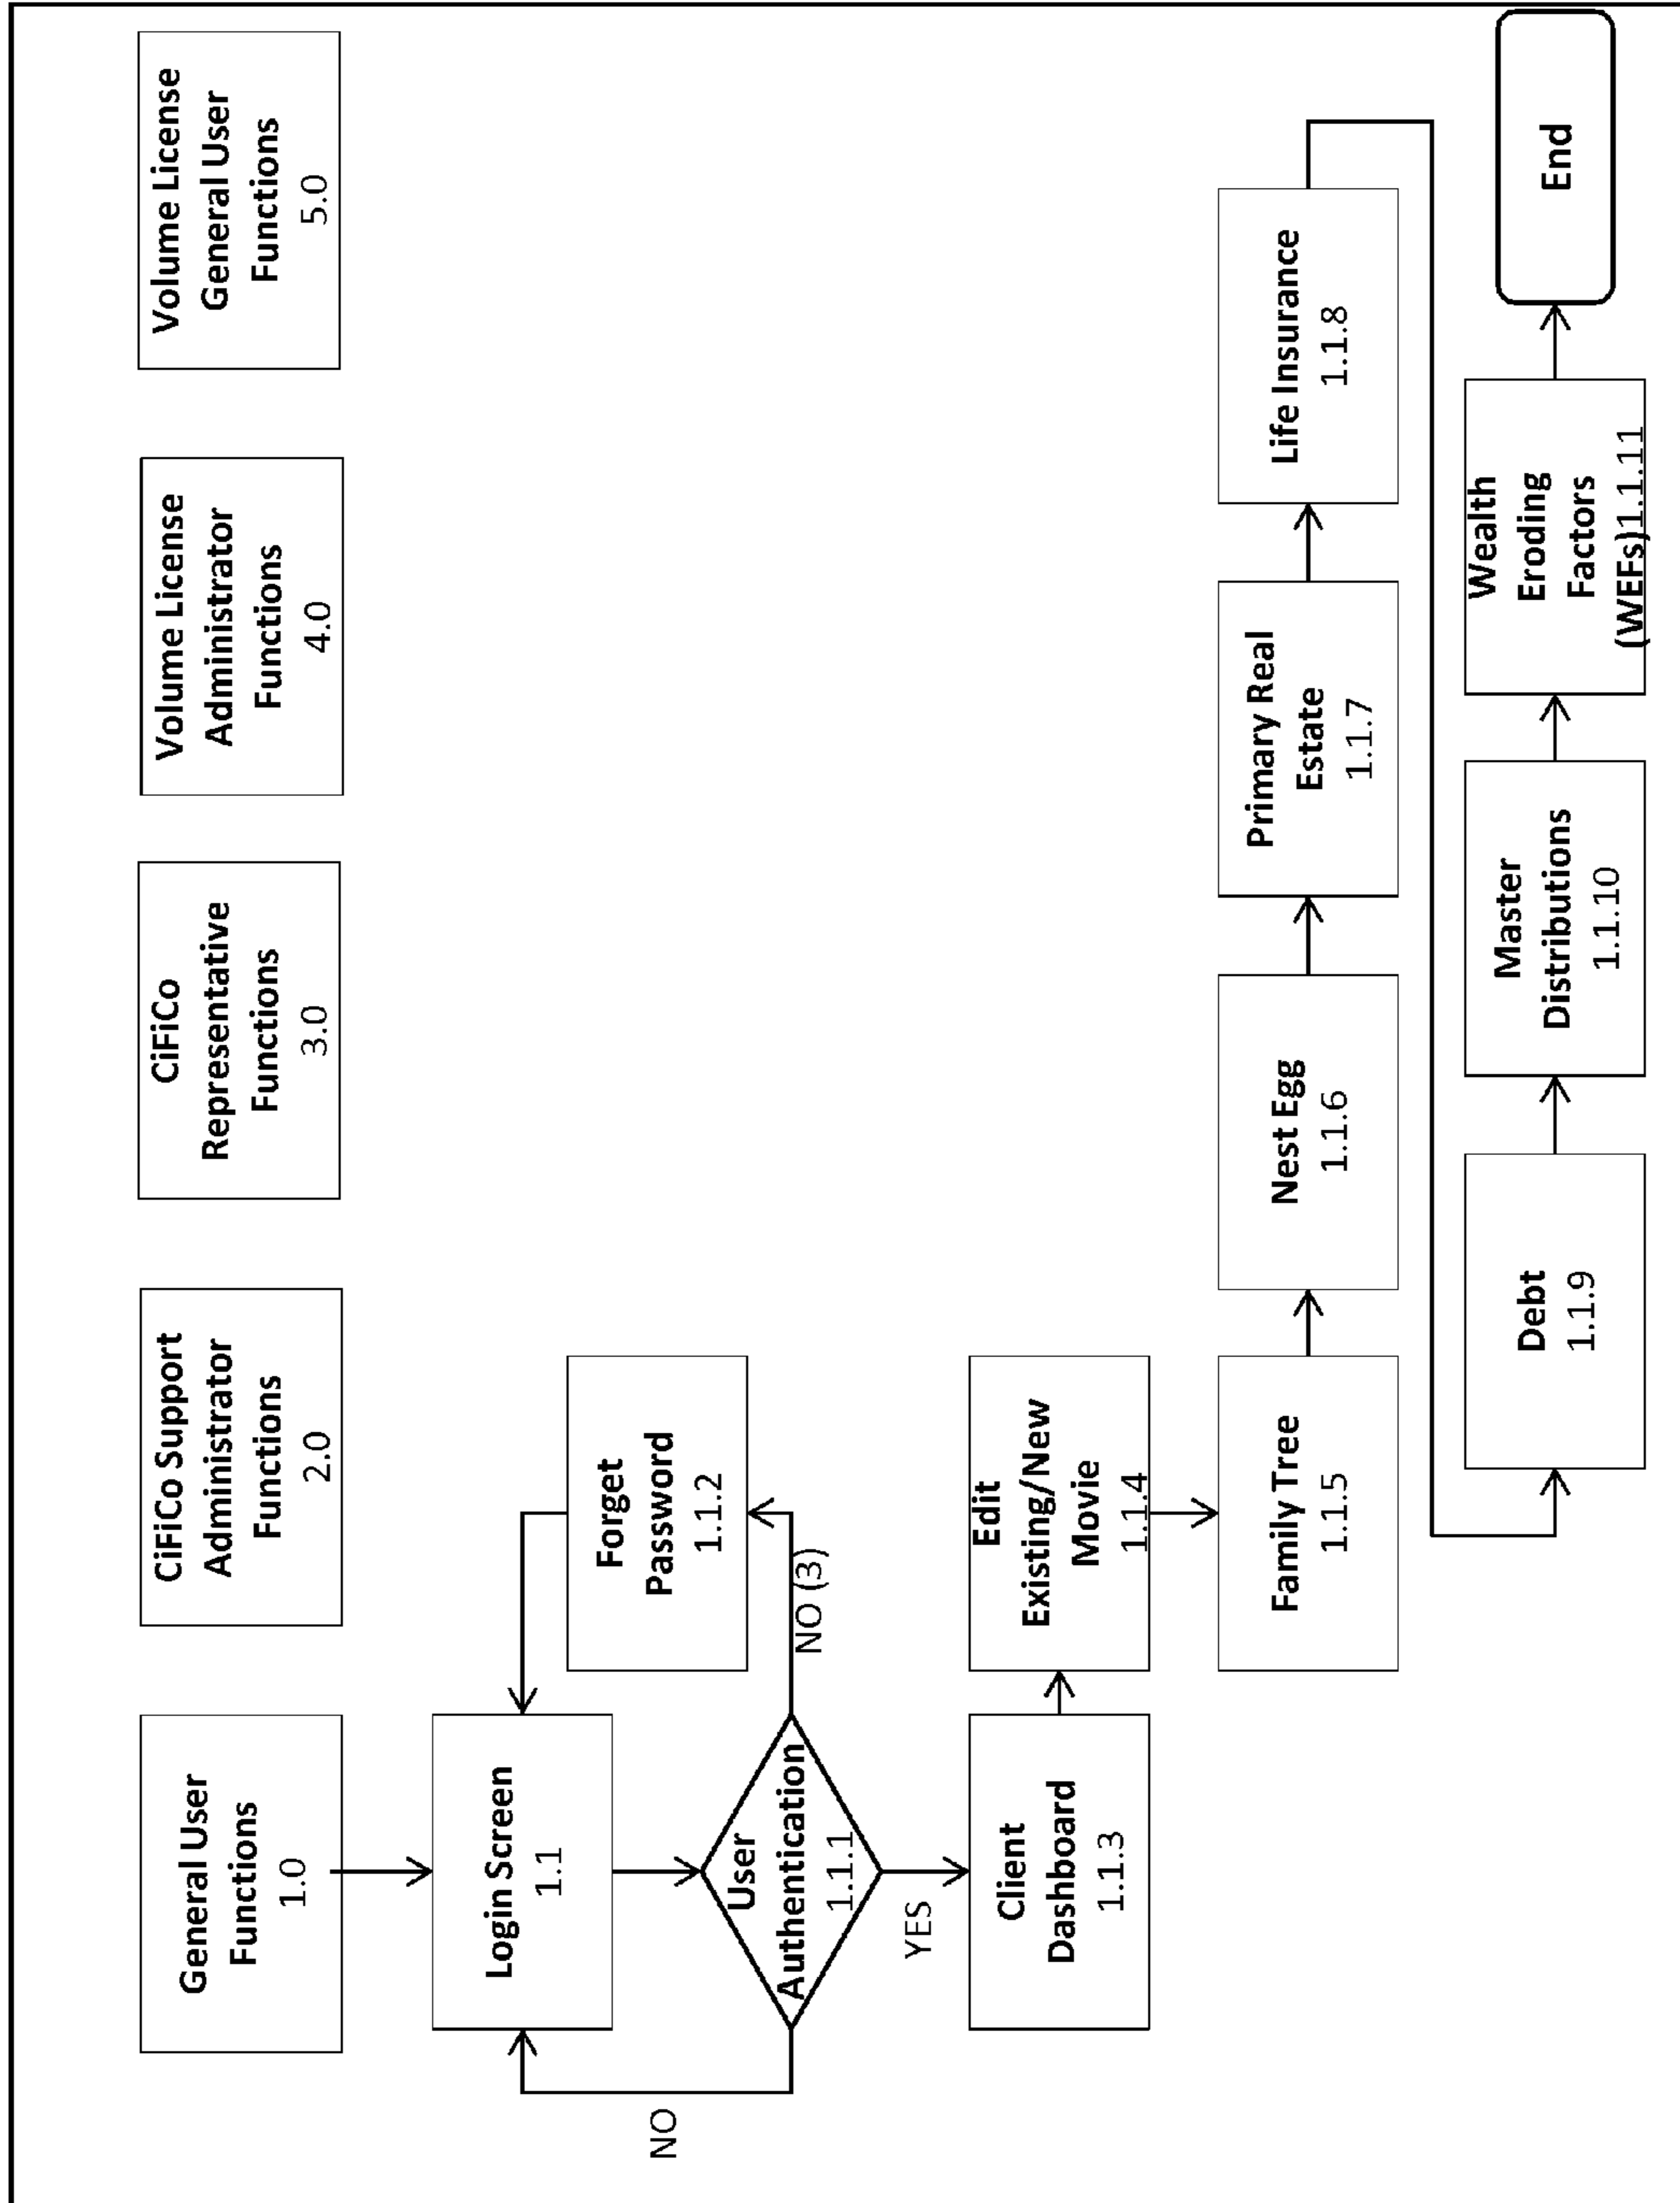 General User
Functions
1.0
CiFiCo Support
Administrator
Functions
2.0
CiFiCo
Representative
Functions
3.0
Volume License
Administrator
Functions
4.0
Volume License
General User
Functions
5.0
Login Screen
1.1
Forget
Password
1.1.2
NO
User
Authentication
1.1.1
NO (3)
YES
Client
Dashboard
1.1.3
Edit
Existing/New
Movie
1.1.4
Family Tree
1.1.5
Nest Egg
1.1.6
Primary Real
Estate
1.1.7
Life Insurance
1.1.8
Debt
1.1.9
Master
Distributions
1.1.10
Wealth
Eroding
Factors
(WEFs)1.1.11
End